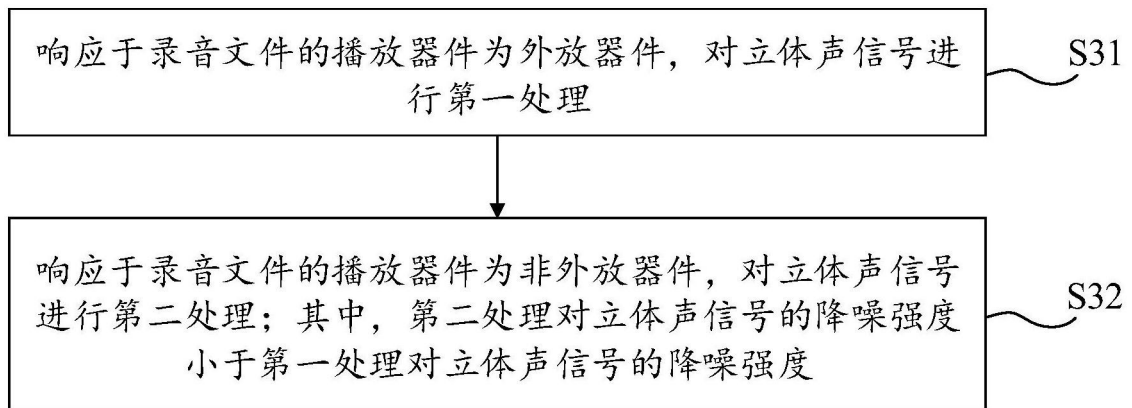 响应于录音文件的播放器件为外放器件，对立体声信号进
行第一处理
S31
响应于录音文件的播放器件为非外放器件，对立体声信号
进行第二处理；其中，第二处理对立体声信号的降噪强度
小于第一处理对立体声信号的降噪强度
S32